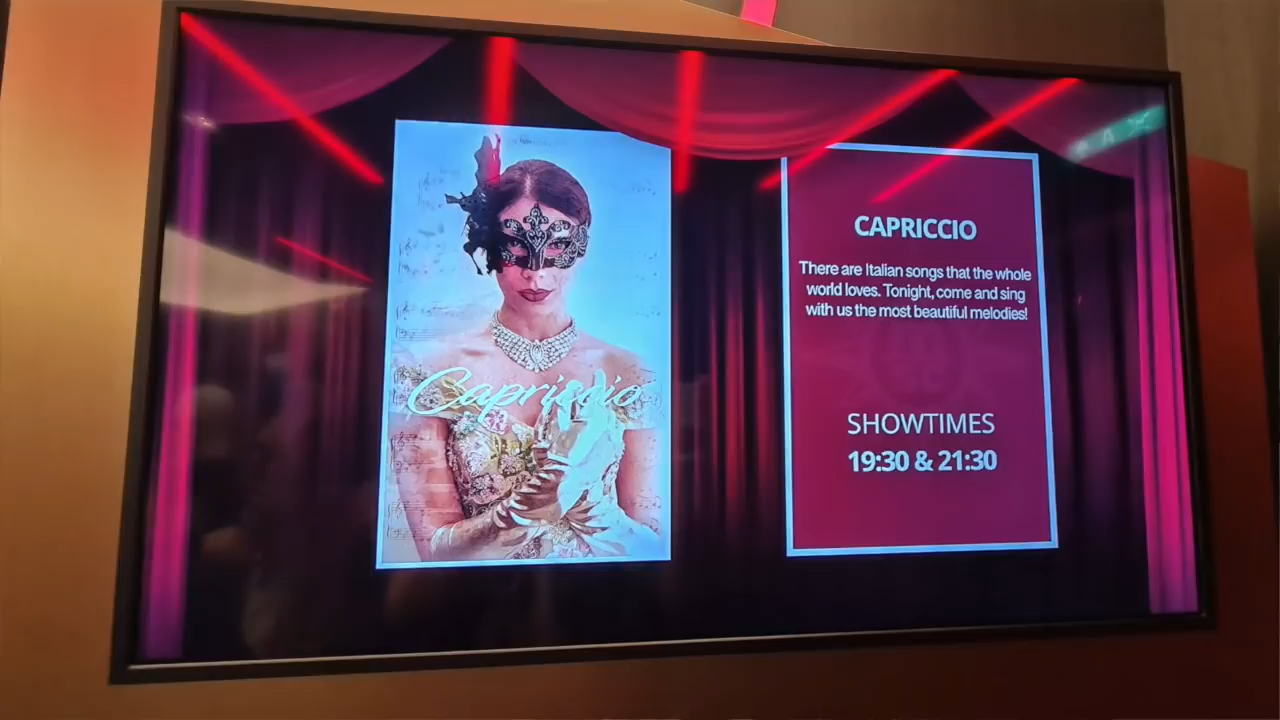 Capriccio
CAPRICCIO
There are Italian songs that the whole
world loves. Tonight, come and sing
with us the most beautiful melodies!
SHOWTIMES
19:30 & 21:30